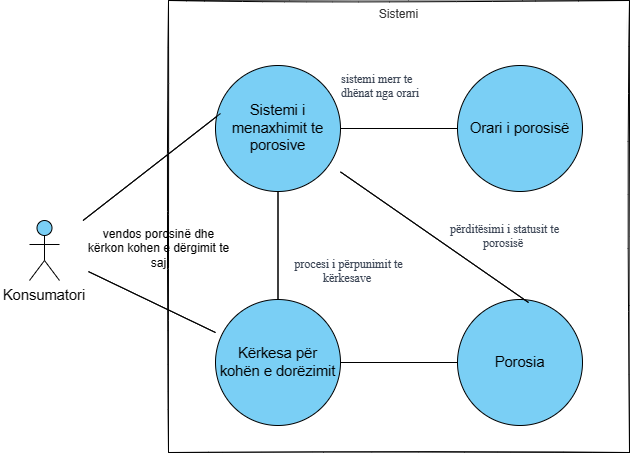 Sistemi
sistemi merr te
dhënat nga orari
Sistemi i
menaxhimit te
porosive
Orari i porosisë
vendos porosinë dhe
kërkon kohen e dërgimit te
saj
përditësimi i statusit te
porosisë
procesi i përpunimit te
kërkesave
Konsumatori
Kërkesa për
kohën e dorëzimit
Porosia